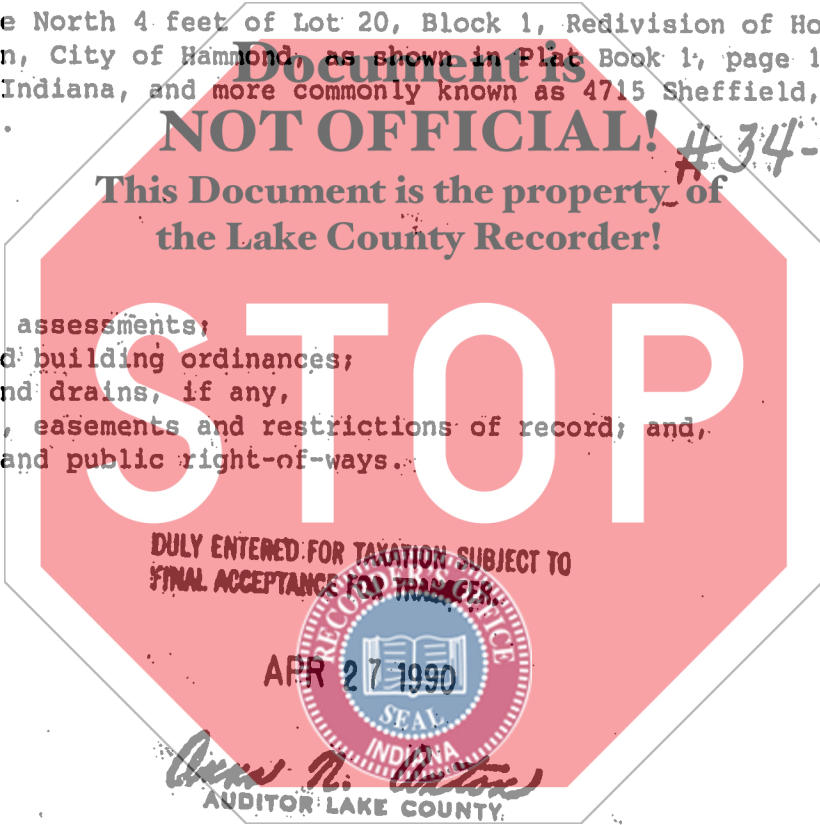 e North 4 feet of Lot 20, Block 1, Redivision of Ho
n, City of Hammond, as shown in Plat Book 1, page 1
Document is
Indiana, and more commonly known as 4715 Sheffield,
NOT OFFICIAL!
#34-
This Document is the property of
the Lake County Recorder!
assessments;
d building ordinances;
nd drains, if any,
, easements and restrictions of record; and,
and public right-of-ways.
STOP
DULY ENTERED FOR TAXATION SUBJECT TO
FINAL ACCEPTANCE FOR TRANSFER.
RECORDER'S OFFICE
APR 27 1990
SEAL
INDIANA
Anna N. Anton
AUDITOR LAKE COUNTY